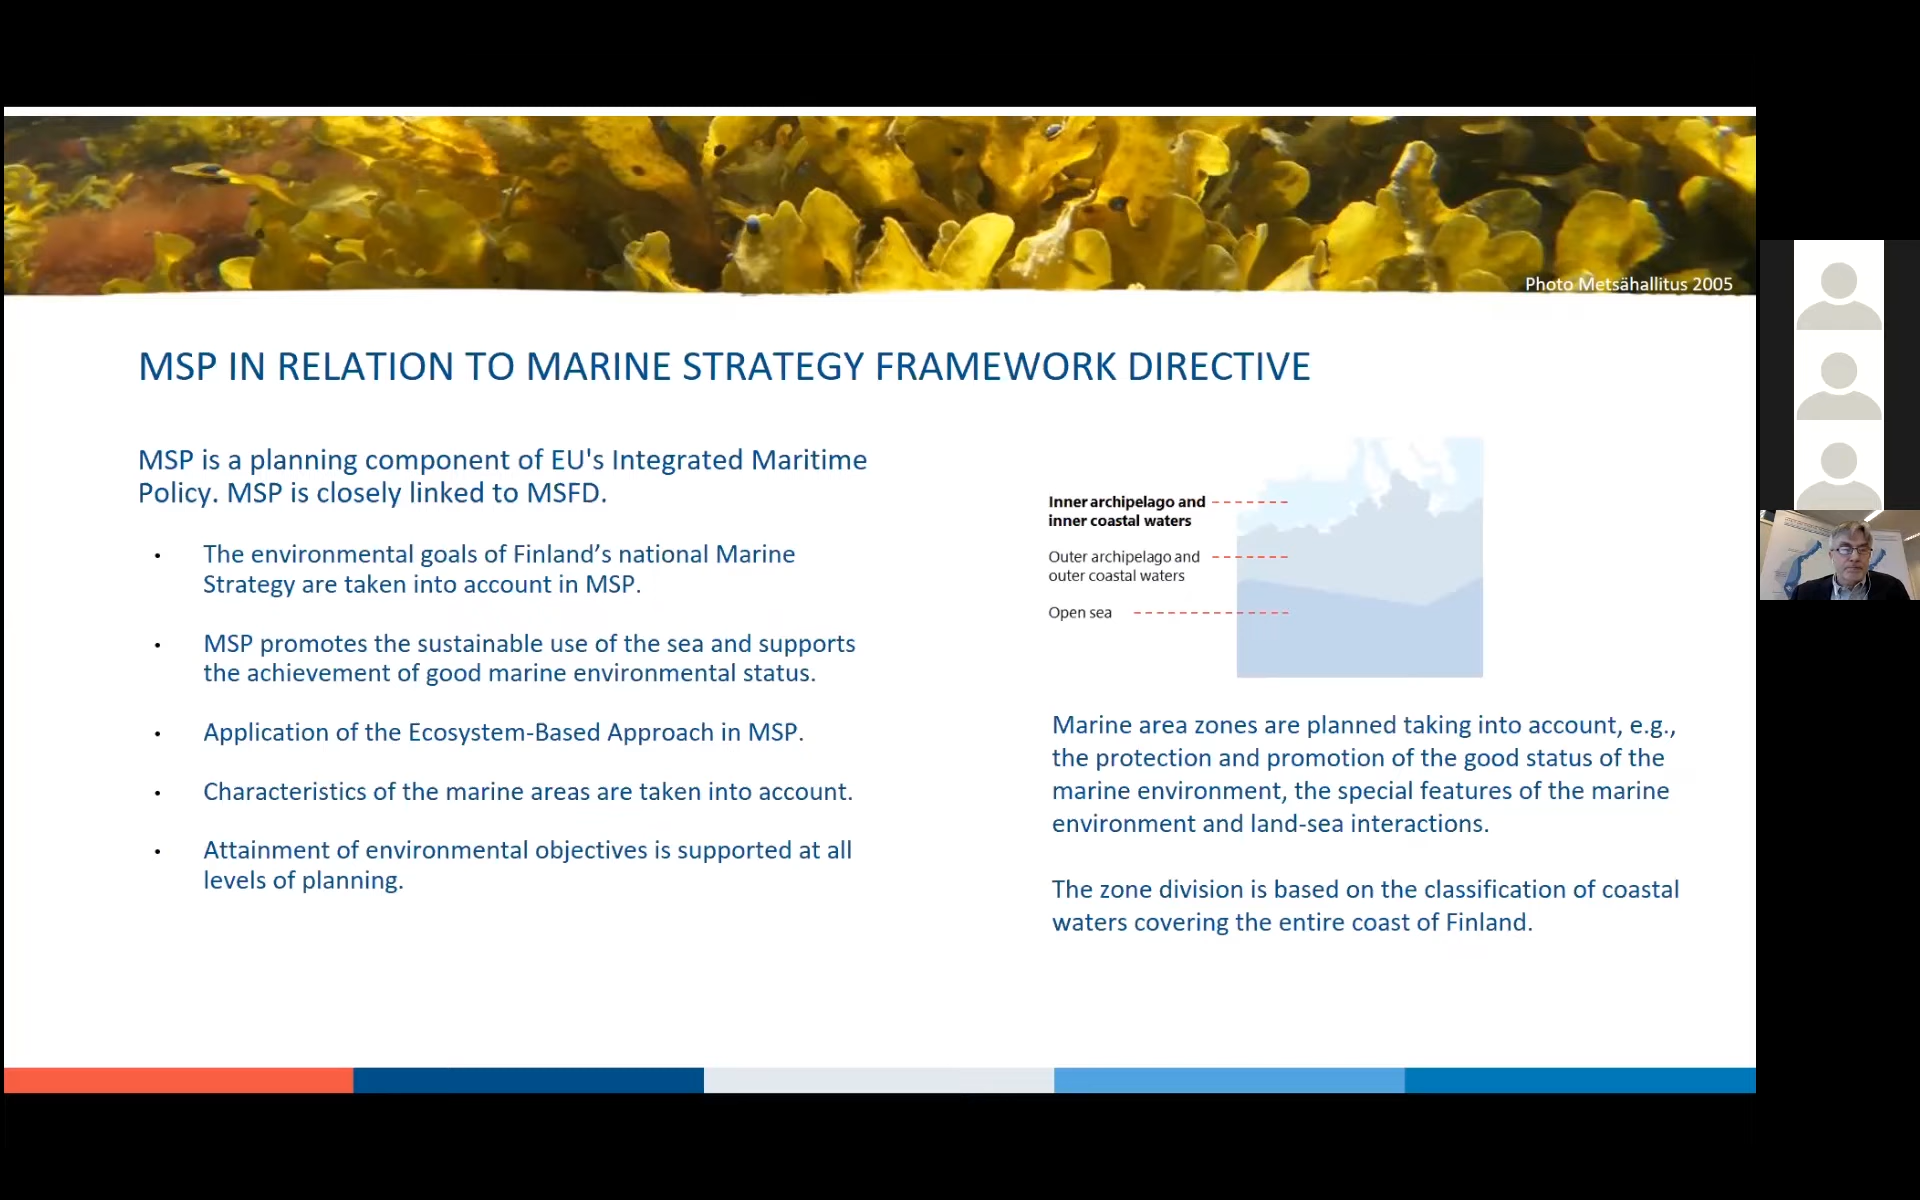 Photo Metsähallitus 2005
MSP IN RELATION TO MARINE STRATEGY FRAMEWORK DIRECTIVE
MSP is a planning component of EU's Integrated Maritime
Policy. MSP is closely linked to MSFD.
• The environmental goals of Finland’s national Marine
Strategy are taken into account in MSP.
• MSP promotes the sustainable use of the sea and supports
the achievement of good marine environmental status.
• Application of the Ecosystem-Based Approach in MSP.
• Characteristics of the marine areas are taken into account.
• Attainment of environmental objectives is supported at all
levels of planning.
Inner archipelago and
inner coastal waters
Outer archipelago and
outer coastal waters
Open sea
Marine area zones are planned taking into account, e.g.,
the protection and promotion of the good status of the
marine environment, the special features of the marine
environment and land-sea interactions.
The zone division is based on the classification of coastal
waters covering the entire coast of Finland.